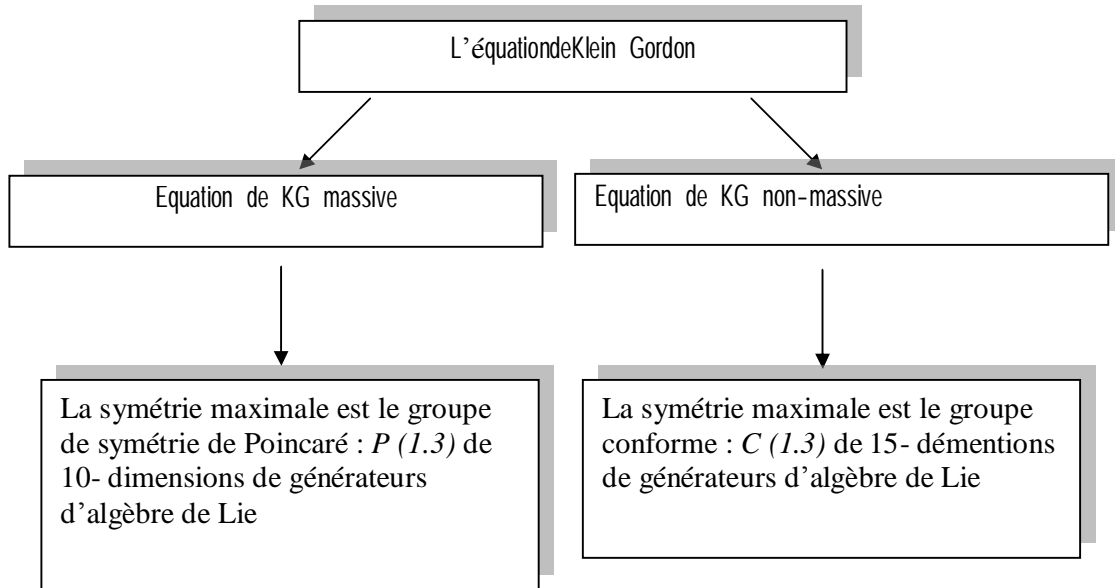 L'équationdeKlein Gordon
Equation de KG massive
Equation de KG non-massive
La symétrie maximale est le groupe
de symétrie de Poincaré : P (1.3) de
10- dimensions de générateurs
d'algèbre de Lie
La symétrie maximale est le groupe
conforme : C (1.3) de 15- démentions
de générateurs d'algèbre de Lie